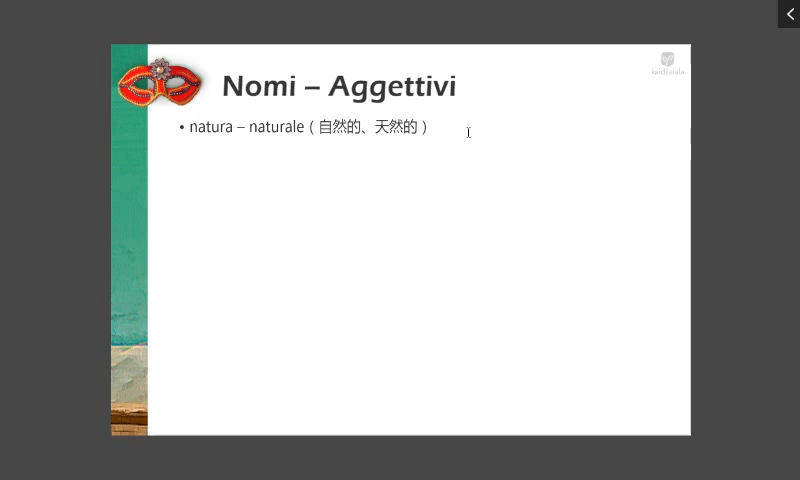 Nomi – Aggettivi
• natura – naturale ( 自然的、天然的 )